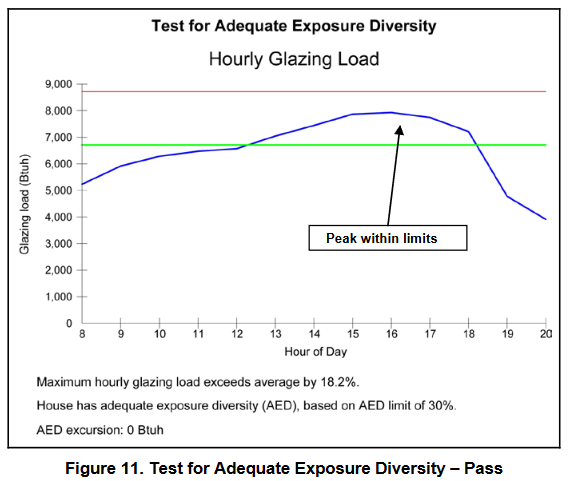 Test for Adequate Exposure Diversity
Hourly Glazing Load
9,000
8,000
7,000
6,000
5,000
4,000
3,000
2,000
1,000
0
Glazing load (Btuh)
Peak within limits
8 9 10 11 12 13 14 15 16 17 18 19 20
Hour of Day
Maximum hourly glazing load exceeds average by 18.2%.
House has adequate exposure diversity (AED), based on AED limit of 30%.
AED excursion: 0 Btuh
Figure 11. Test for Adequate Exposure Diversity – Pass